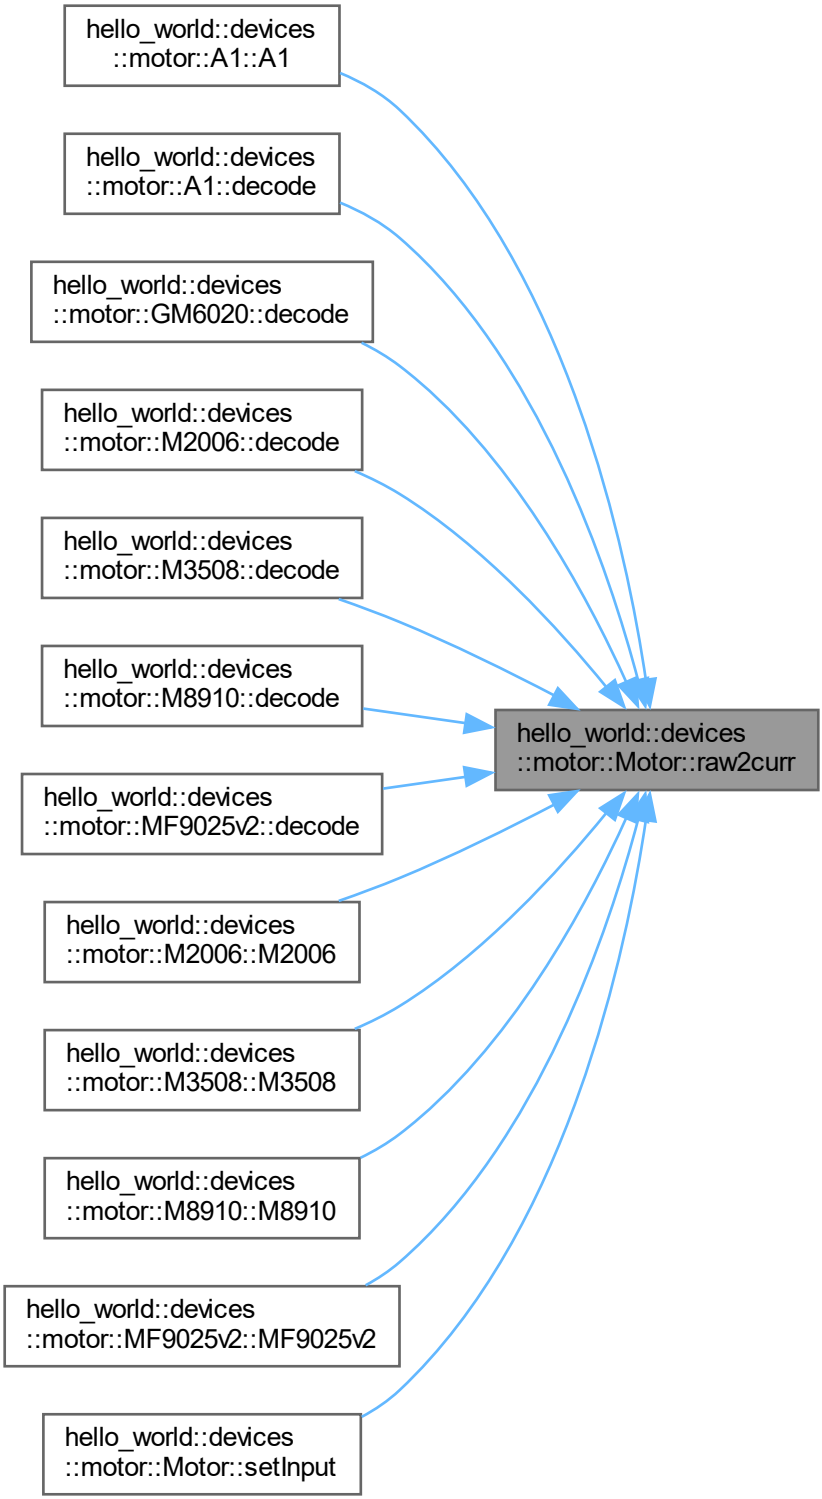 hello_world::devices
::motor::A1::A1
hello_world::devices
::motor::A1::decode
hello_world::devices
::motor::GM6020::decode
hello_world::devices
::motor::M2006::decode
hello_world::devices
::motor::M3508::decode
hello_world::devices
::motor::M8910::decode
hello_world::devices
::motor::Motor::raw2curr
hello_world::devices
::motor::MF9025v2::decode
hello_world::devices
::motor::M2006::M2006
hello_world::devices
::motor::M3508::M3508
hello_world::devices
::motor::M8910::M8910
hello_world::devices
::motor::MF9025v2::MF9025v2
hello_world::devices
::motor::Motor::setInput